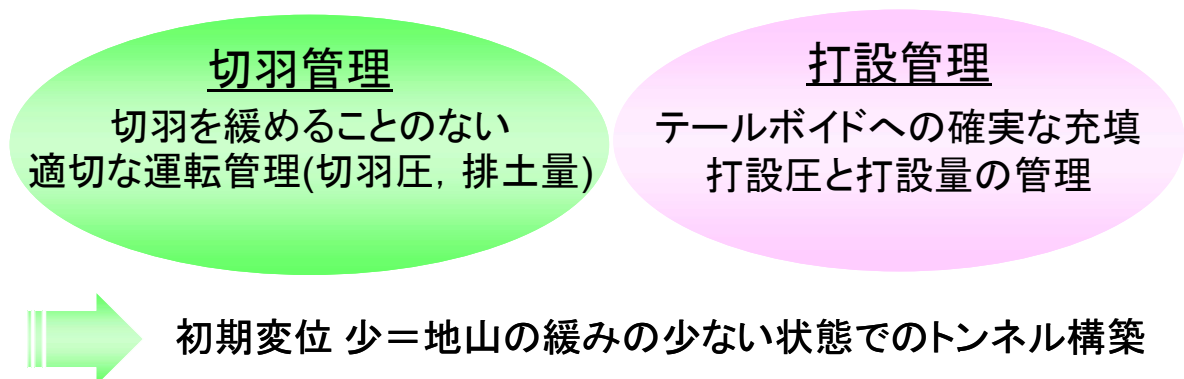 切羽管理
切羽を緩めることのない
適切な運転管理(切羽圧，排土量)
打設管理
テールボイドへの確実な充填
打設圧と打設量の管理
初期変位 少＝地山の緩みの少ない状態でのトンネル構築